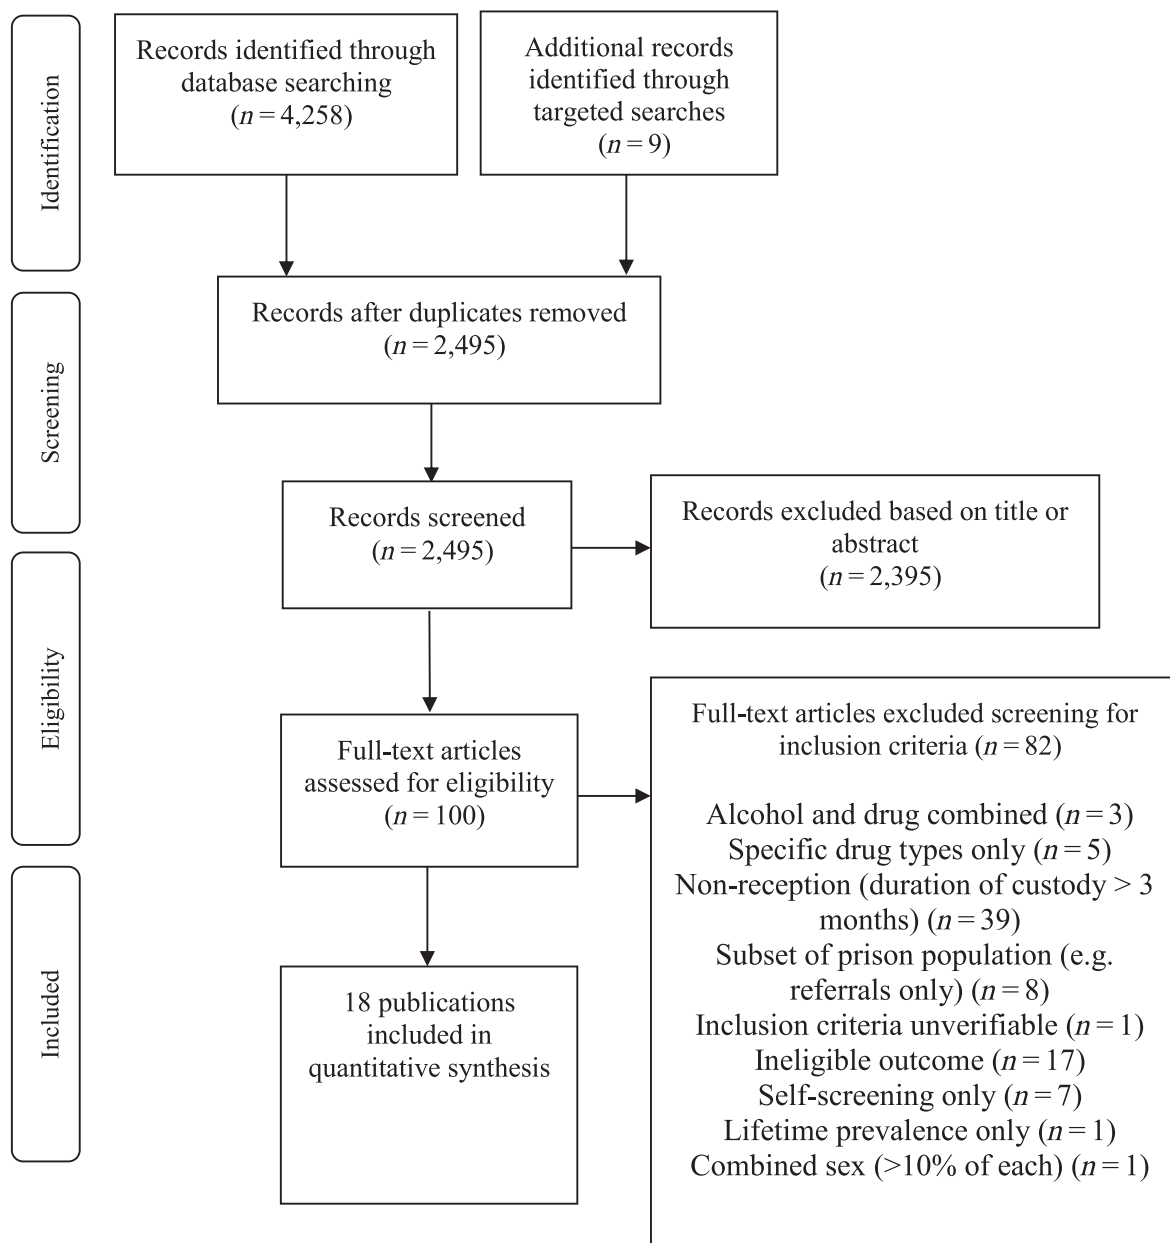 Identification
Records identified through
database searching
(n = 4,258)
Additional records
identified through
targeted searches
(n = 9)
Screening
Records after duplicates removed
(n = 2,495)
Records screened
(n = 2,495)
Records excluded based on title or
abstract
(n = 2,395)
Eligibility
Full-text articles
assessed for eligibility
(n = 100)
Full-text articles excluded screening for
inclusion criteria (n = 82)
Alcohol and drug combined (n = 3)
Specific drug types only (n = 5)
Non-reception (duration of custody > 3
months) (n = 39)
Subset of prison population (e.g.
referrals only) (n = 8)
Inclusion criteria unverifiable (n = 1)
Ineligible outcome (n = 17)
Self-screening only (n = 7)
Lifetime prevalence only (n = 1)
Combined sex (>10% of each) (n = 1)
Included
18 publications
included in
quantitative synthesis